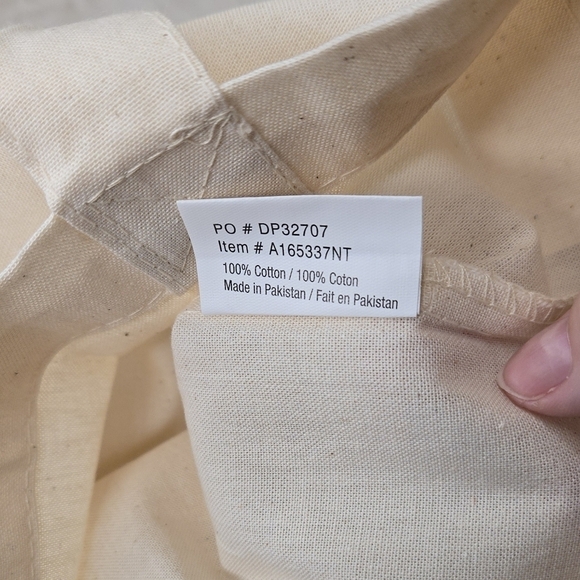 PO # DP32707
Item # A165337NT
100% Cotton / 100% Coton
Made in Pakistan / Fait en Pakistan